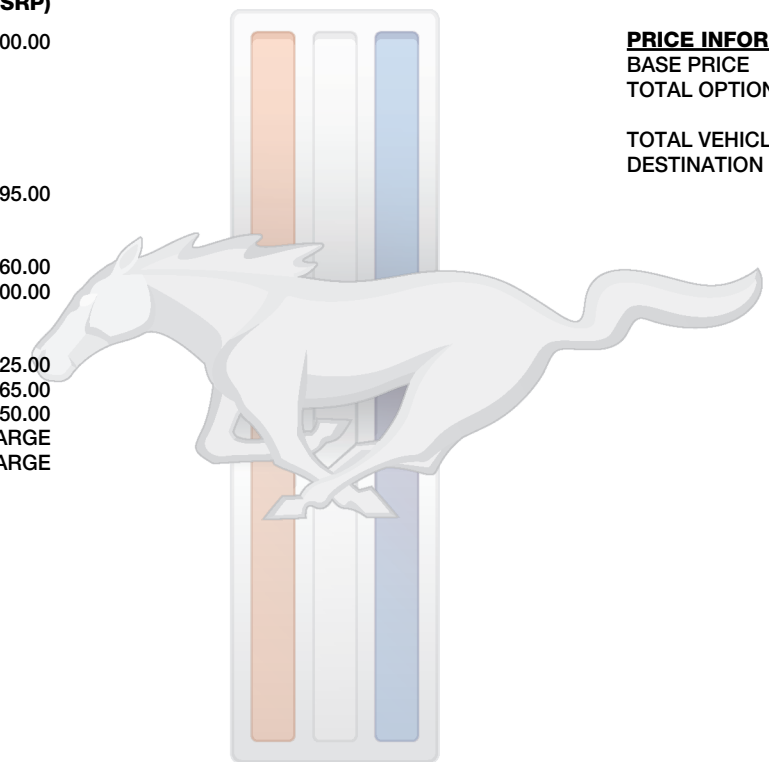 SRP)
00.00
95.00
60.00
00.00
25.00
65.00
50.00
ARGE
ARGE
PRICE INFOR
BASE PRICE
TOTAL OPTION
TOTAL VEHICL
DESTINATION